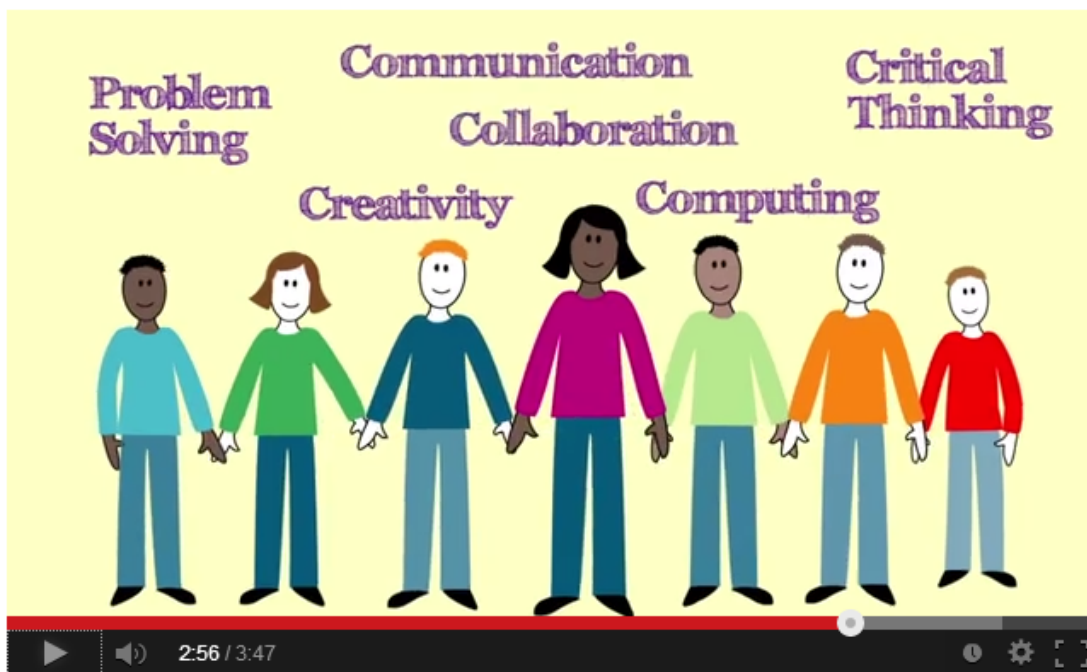 Communication
Critical
Thinking
Problem
Solving
Collaboration
Creativity
Computing
2:56 / 3:47